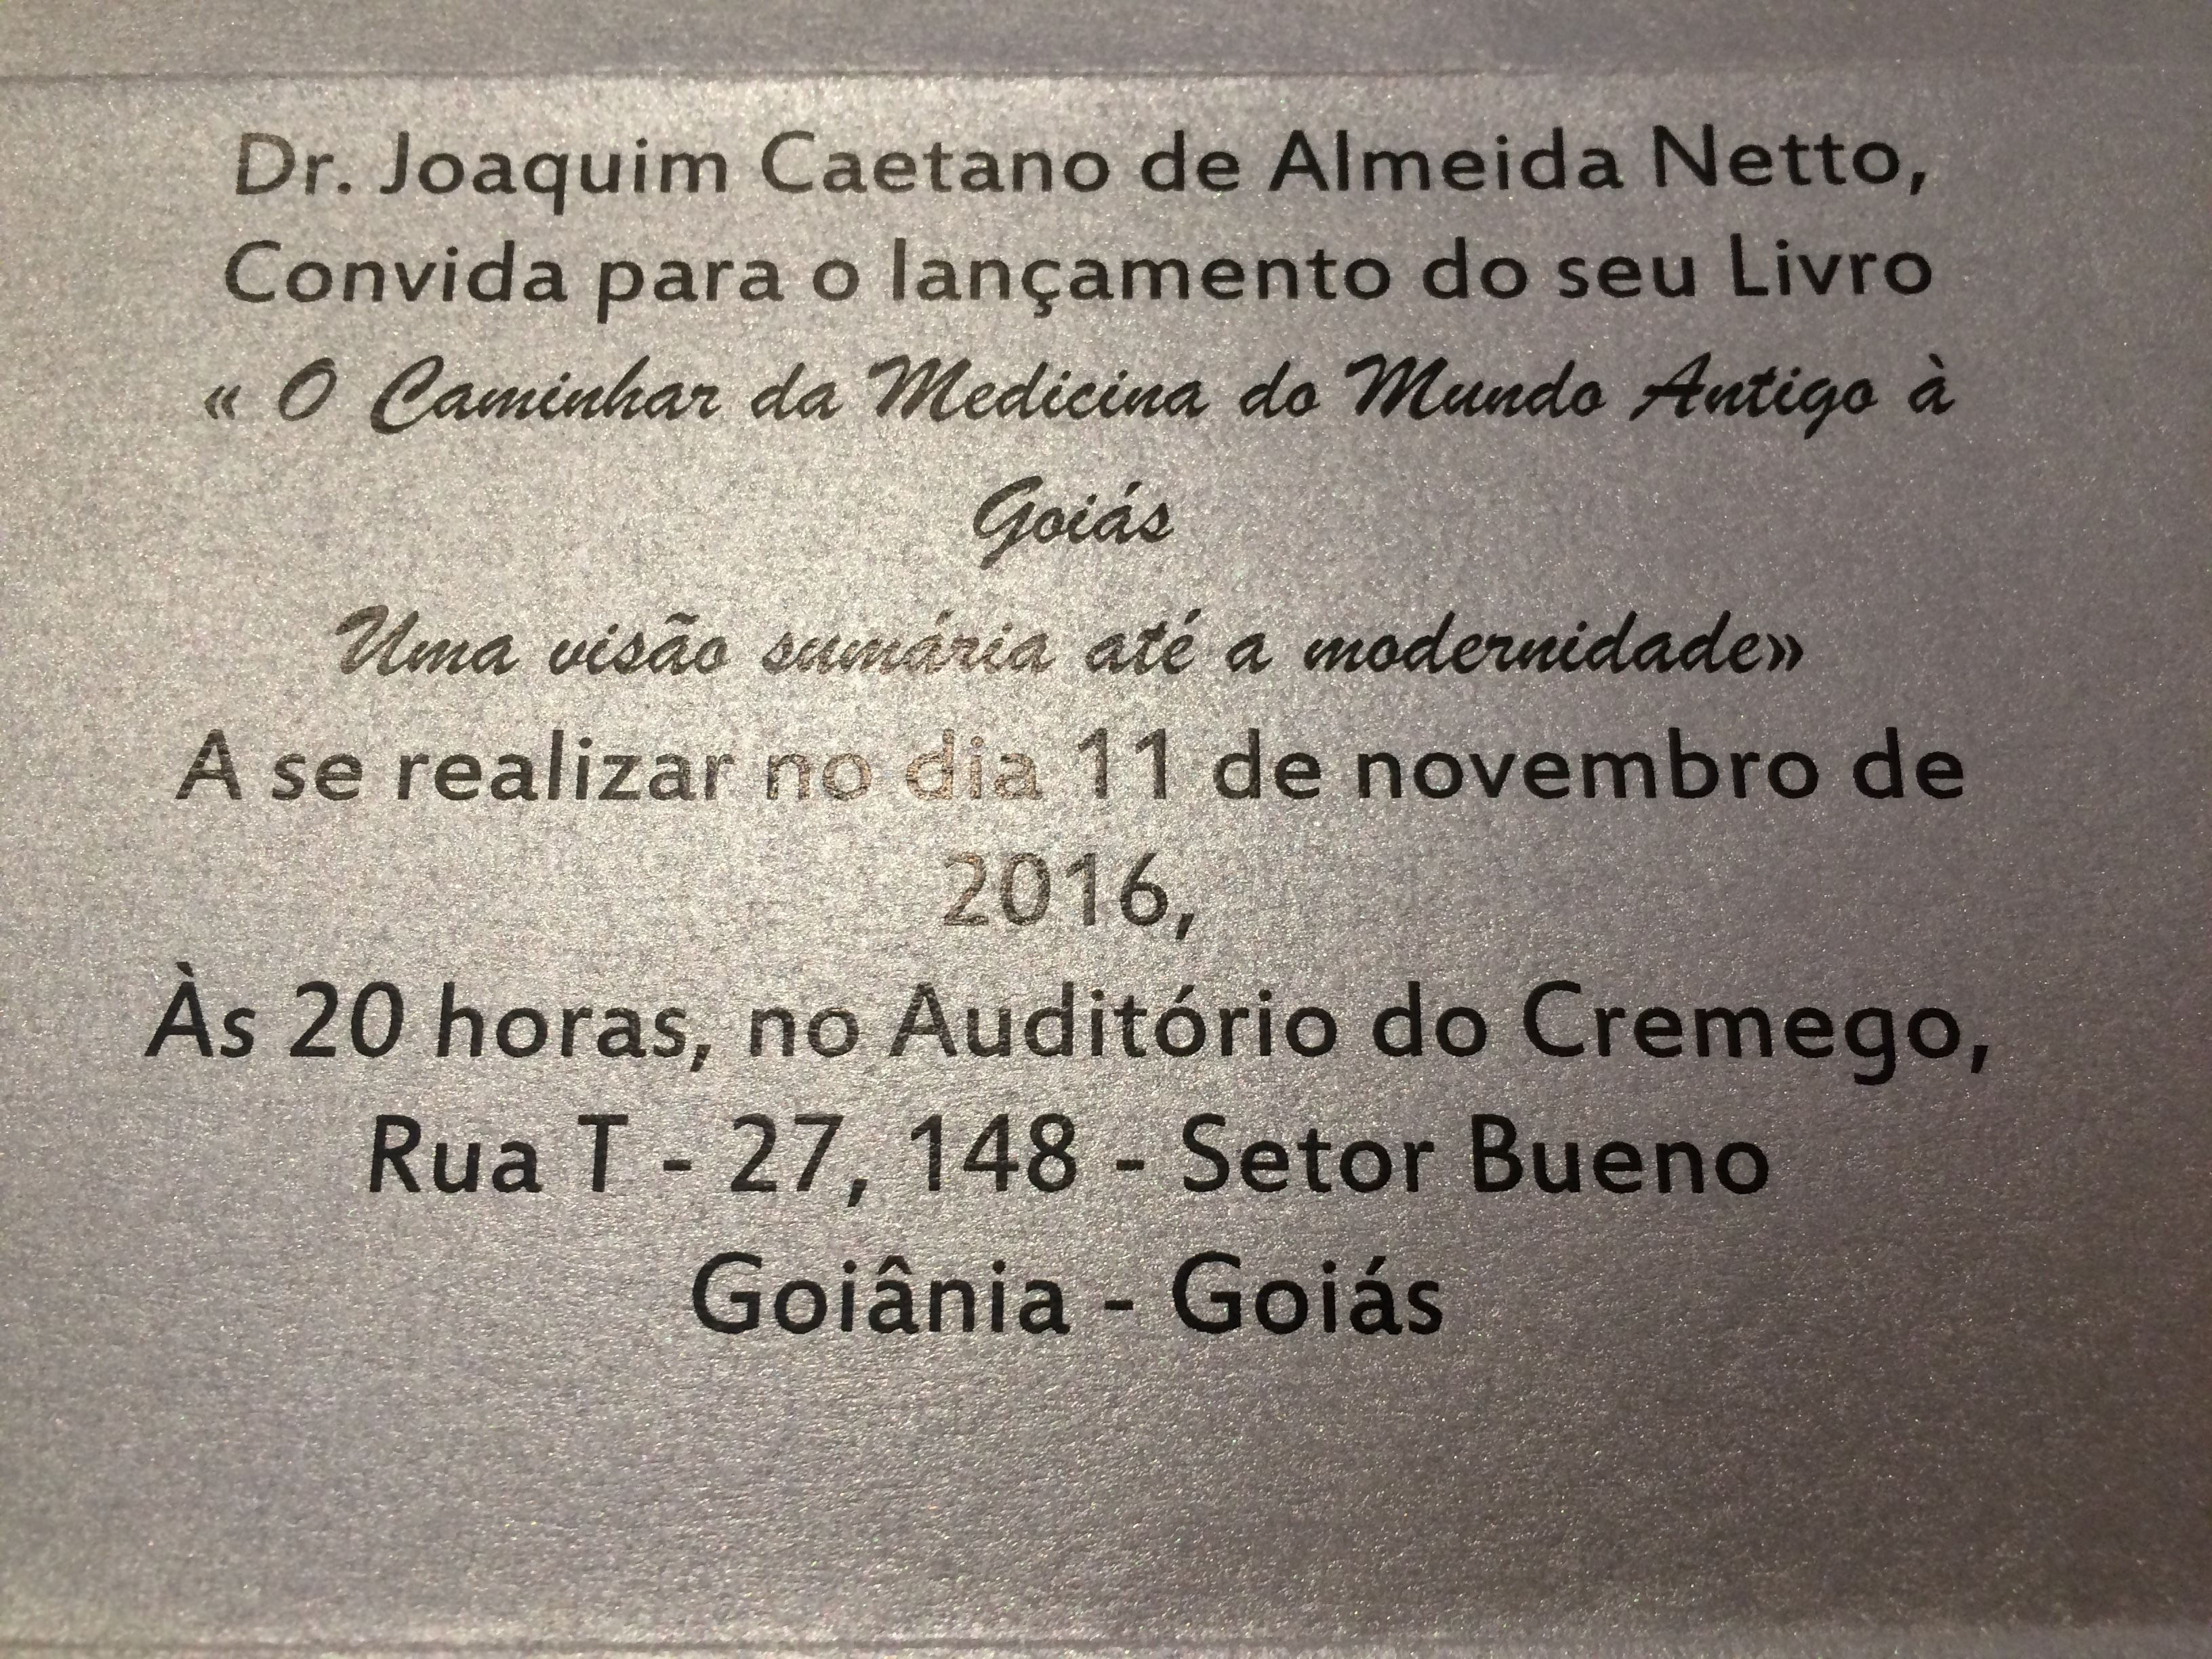 Dr. Joaquim Caetano de Almeida Netto,
Convida para o lançamento do seu Livro
« O Caminhar da Medicina do Mundo Antigo à
Goiás
Uma visão sumária até a modernidade»
A se realizar no dia 11 de novembro de
2016,
Às 20 horas, no Auditório do Cremego,
Rua T - 27, 148 - Setor Bueno
Goiânia - Goiás